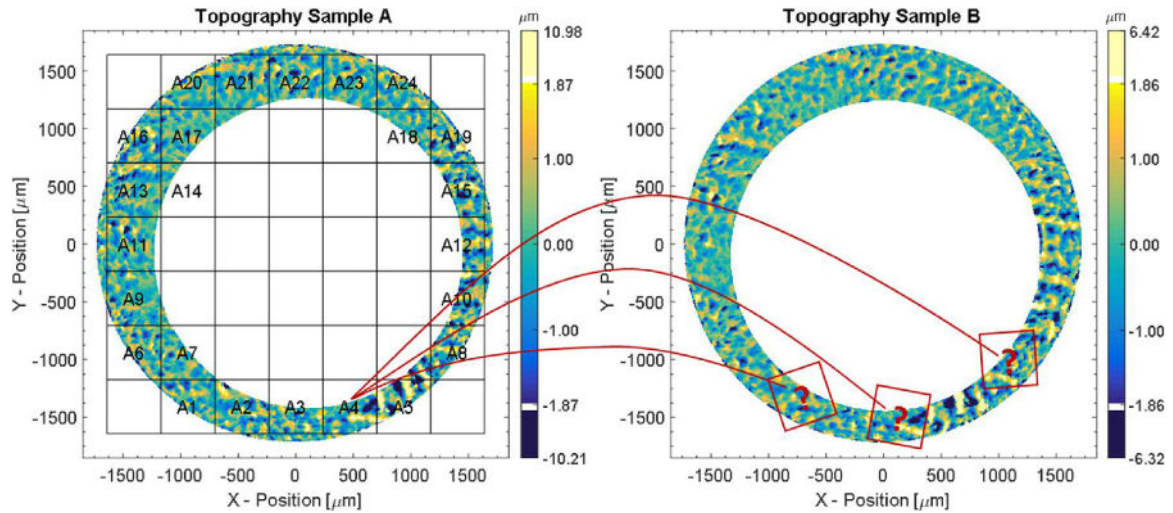 Topography Sample A
μm
10.98
1.87
1.00
0.00
-1.00
-1.87
-10.21
Y - Position [μm]
1500
1000
500
0
-500
-1000
-1500
A20 A21 A22 A23 A24
A16 A17 A18 A19
A13 A14 A15
A11 A12
A9 A10
A6 A7 A8
A1 A2 A3 A4 A5
-1500 -1000 -500 0 500 1000 1500
X - Position [μm]
Topography Sample B
μm
6.42
1.86
1.00
0.00
-1.00
-1.86
-6.32
Y - Position [μm]
1500
1000
500
0
-500
-1000
-1500
?
?
?
-1500 -1000 -500 0 500 1000 1500
X - Position [μm]